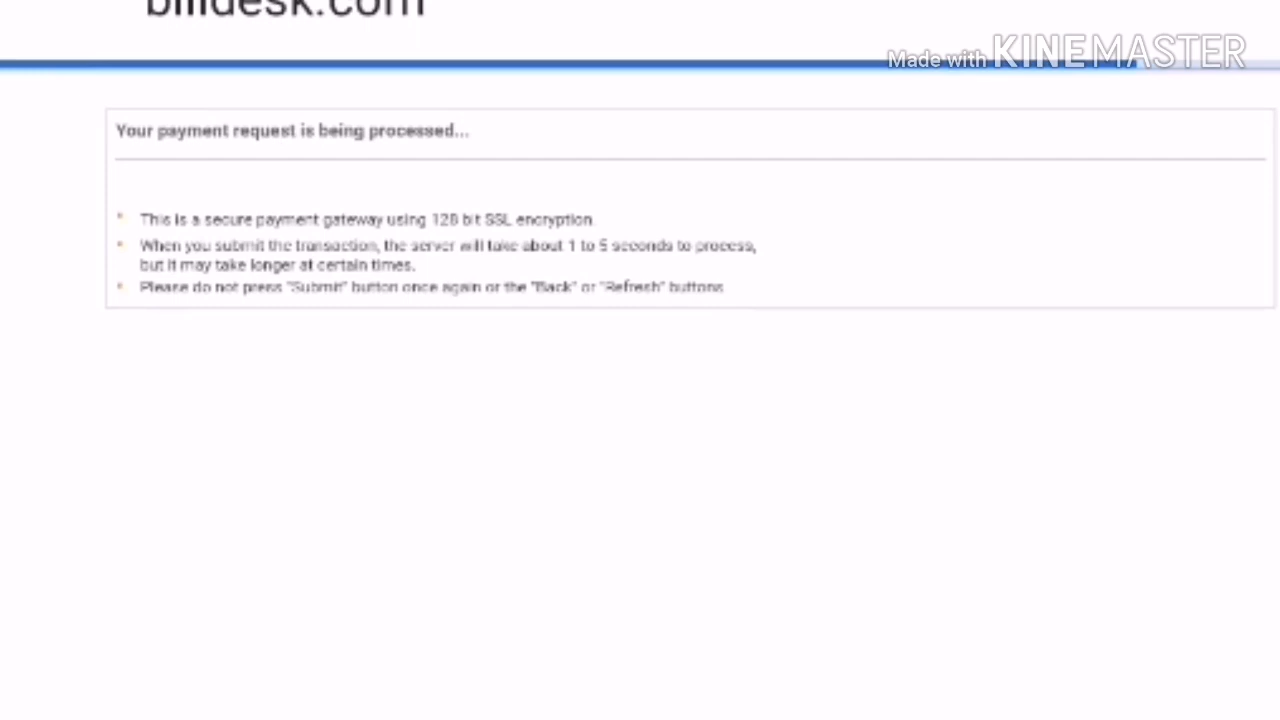 billdesk.com
Made with KINEMASTER
Your payment request is being processed...
This is a secure payment gateway using 128 bit SSL encryption.
When you submit the transaction, the server will take about 1 to 5 seconds to process,
but it may take longer at certain times.
Please do not press "Submit" button once again or the "Back" or "Refresh" buttons